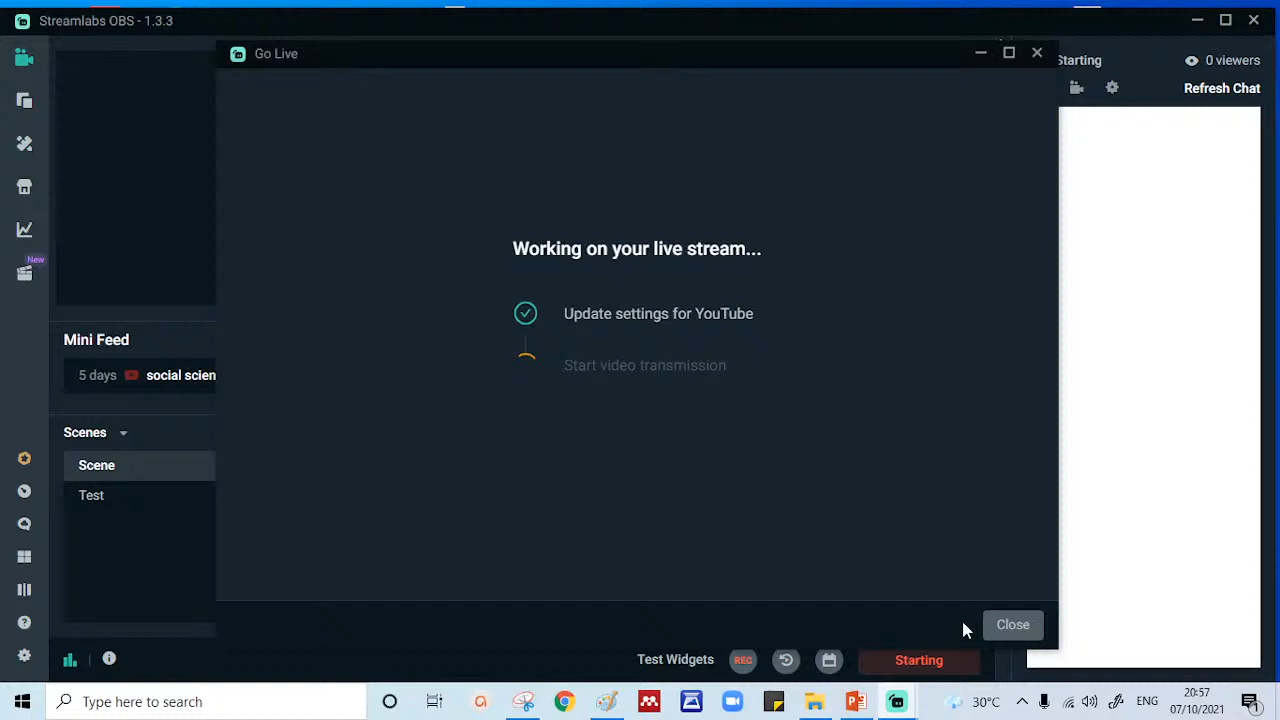 Streamlabs OBS - 1.3.3
Go Live
Starting
0 viewers
Refresh Chat
Working on your live stream...
Update settings for YouTube
Start video transmission
New
Mini Feed
5 days social scien
Scenes
Scene
Test
Close
Test Widgets
REC
Starting
Type here to search
30°C
ENG
20:57
07/10/2021
1